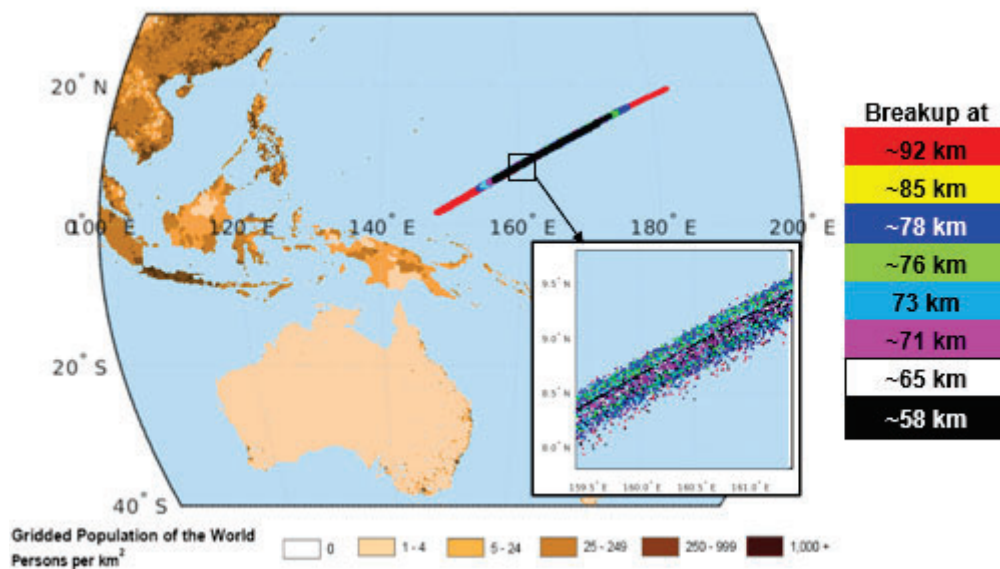 20° N
0° 100° E 120° E 140° E 160° E 180° E 200° E
20° S
40° S
9.5° N
9.0° N
8.5° N
8.0° N
159.5° E 160.0° E 160.5° E 161.0° E
Breakup at
~92 km
~85 km
~78 km
~76 km
73 km
~71 km
~65 km
~58 km
Gridded Population of the World
Persons per km²
0 1 - 4 5 - 24 25 - 249 250 - 999 1,000 +